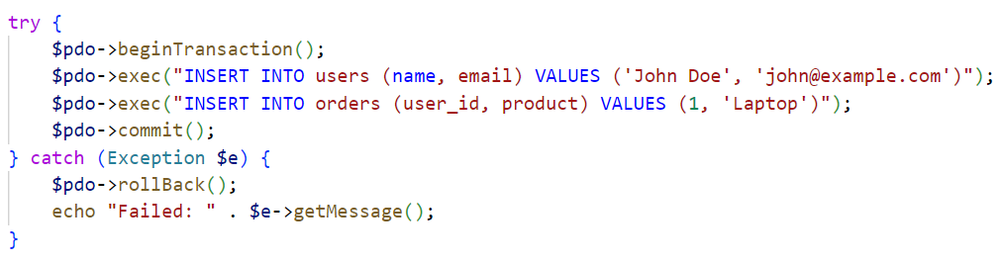 try {
    $pdo->beginTransaction();
    $pdo->exec("INSERT INTO users (name, email) VALUES ('John Doe', 'john@example.com')");
    $pdo->exec("INSERT INTO orders (user_id, product) VALUES (1, 'Laptop')");
    $pdo->commit();
} catch (Exception $e) {
    $pdo->rollBack();
    echo "Failed: " . $e->getMessage();
}